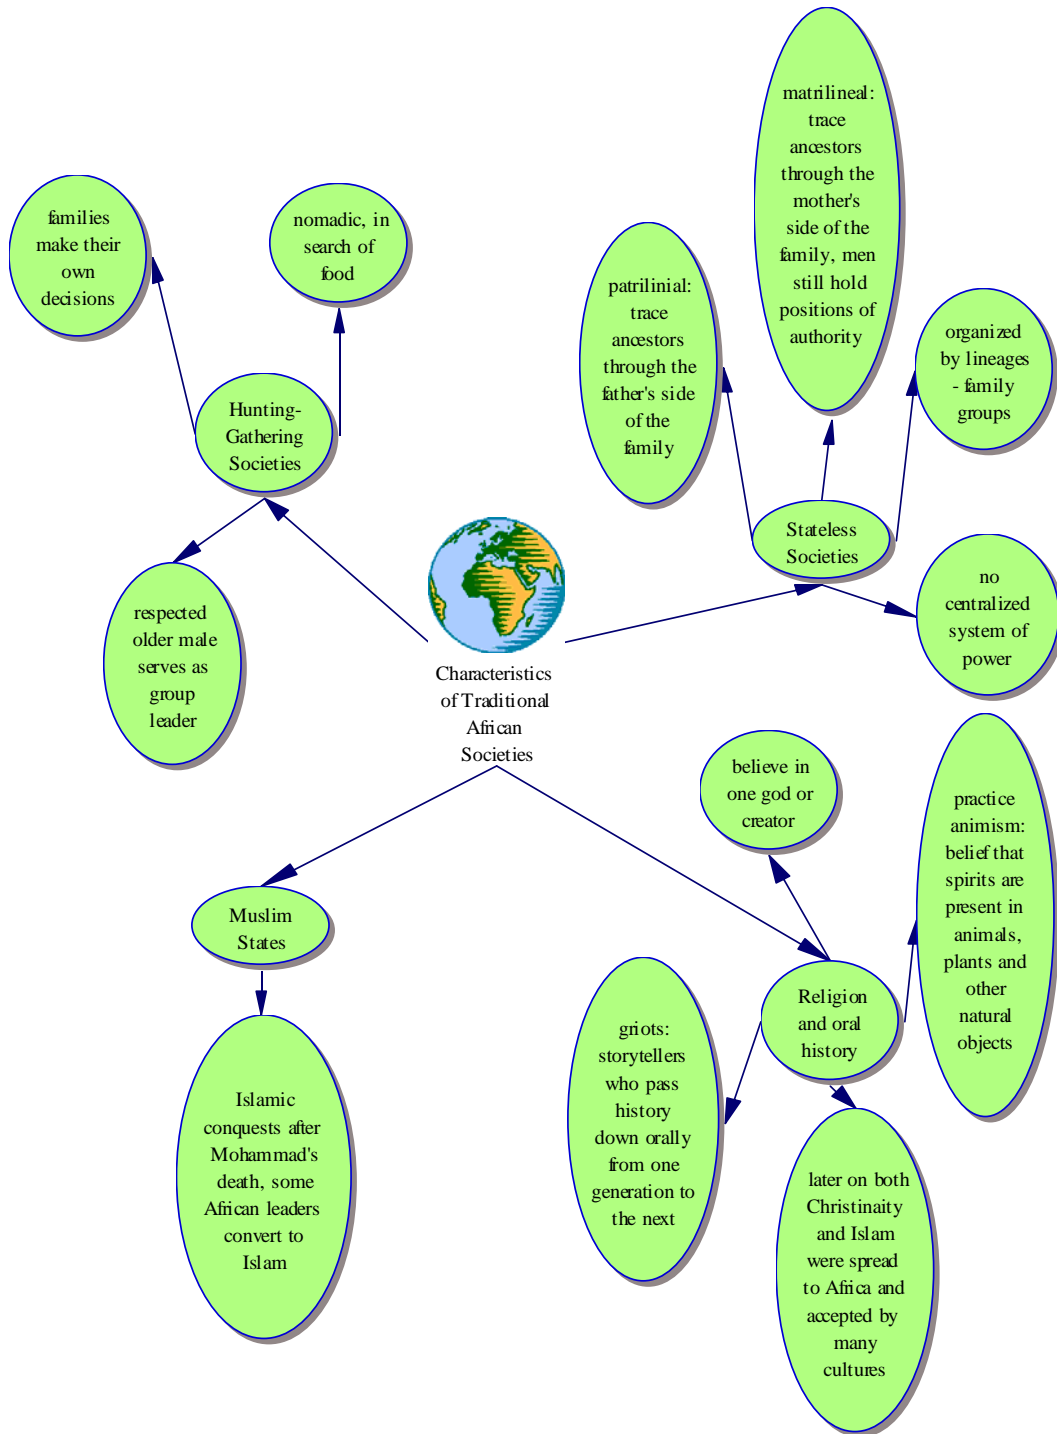 matrilineal:
trace
ancestors
through the
mother's
side of the
family, men
still hold
positions of
authority
families
make their
own
decisions
nomadic, in
search of
food
patrilinial:
trace
ancestors
through the
father's side
of the
family
organized
by lineages
- family
groups
Hunting-
Gathering
Societies
Stateless
Societies
no
centralized
system of
power
respected
older male
serves as
group
leader
Characteristics
of Traditional
African
Societies
believe in
one god or
creator
practice
animism:
belief that
spirits are
present in
animals,
plants and
other
natural
objects
Muslim
States
Religion
and oral
history
griots:
storytellers
who pass
history
down orally
from one
generation to
the next
Islamic
conquests after
Mohammad's
death, some
African leaders
convert to
Islam
later on both
Christinaity
and Islam
were spread
to Africa and
accepted by
many
cultures